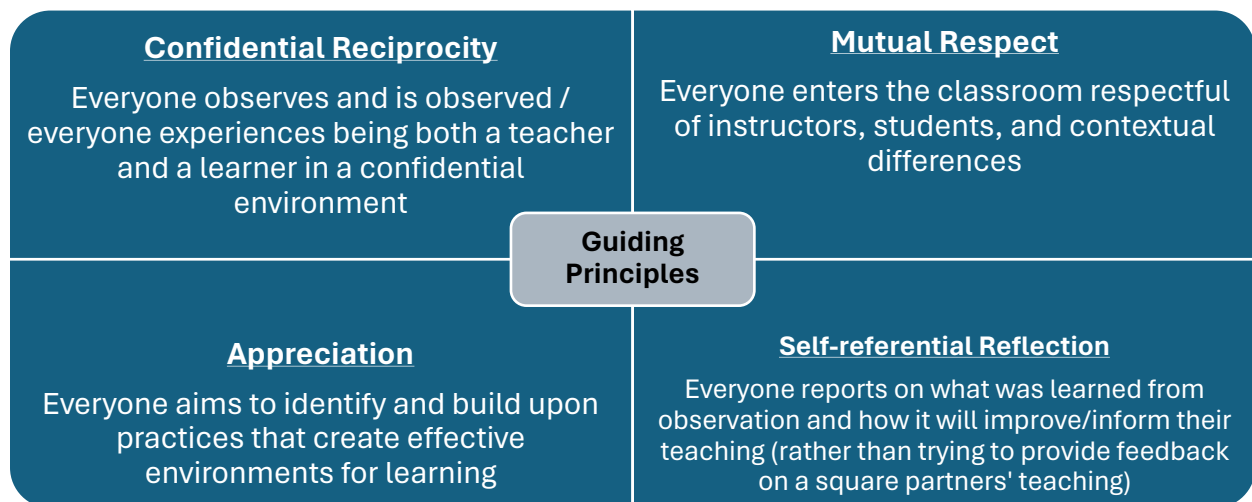 Confidential Reciprocity
Everyone observes and is observed /
everyone experiences being both a teacher
and a learner in a confidential
environment
Mutual Respect
Everyone enters the classroom respectful
of instructors, students, and contextual
differences
Guiding
Principles
Appreciation
Everyone aims to identify and build upon
practices that create effective
environments for learning
Self-referential Reflection
Everyone reports on what was learned from
observation and how it will improve/inform their
teaching (rather than trying to provide feedback
on a square partners' teaching)